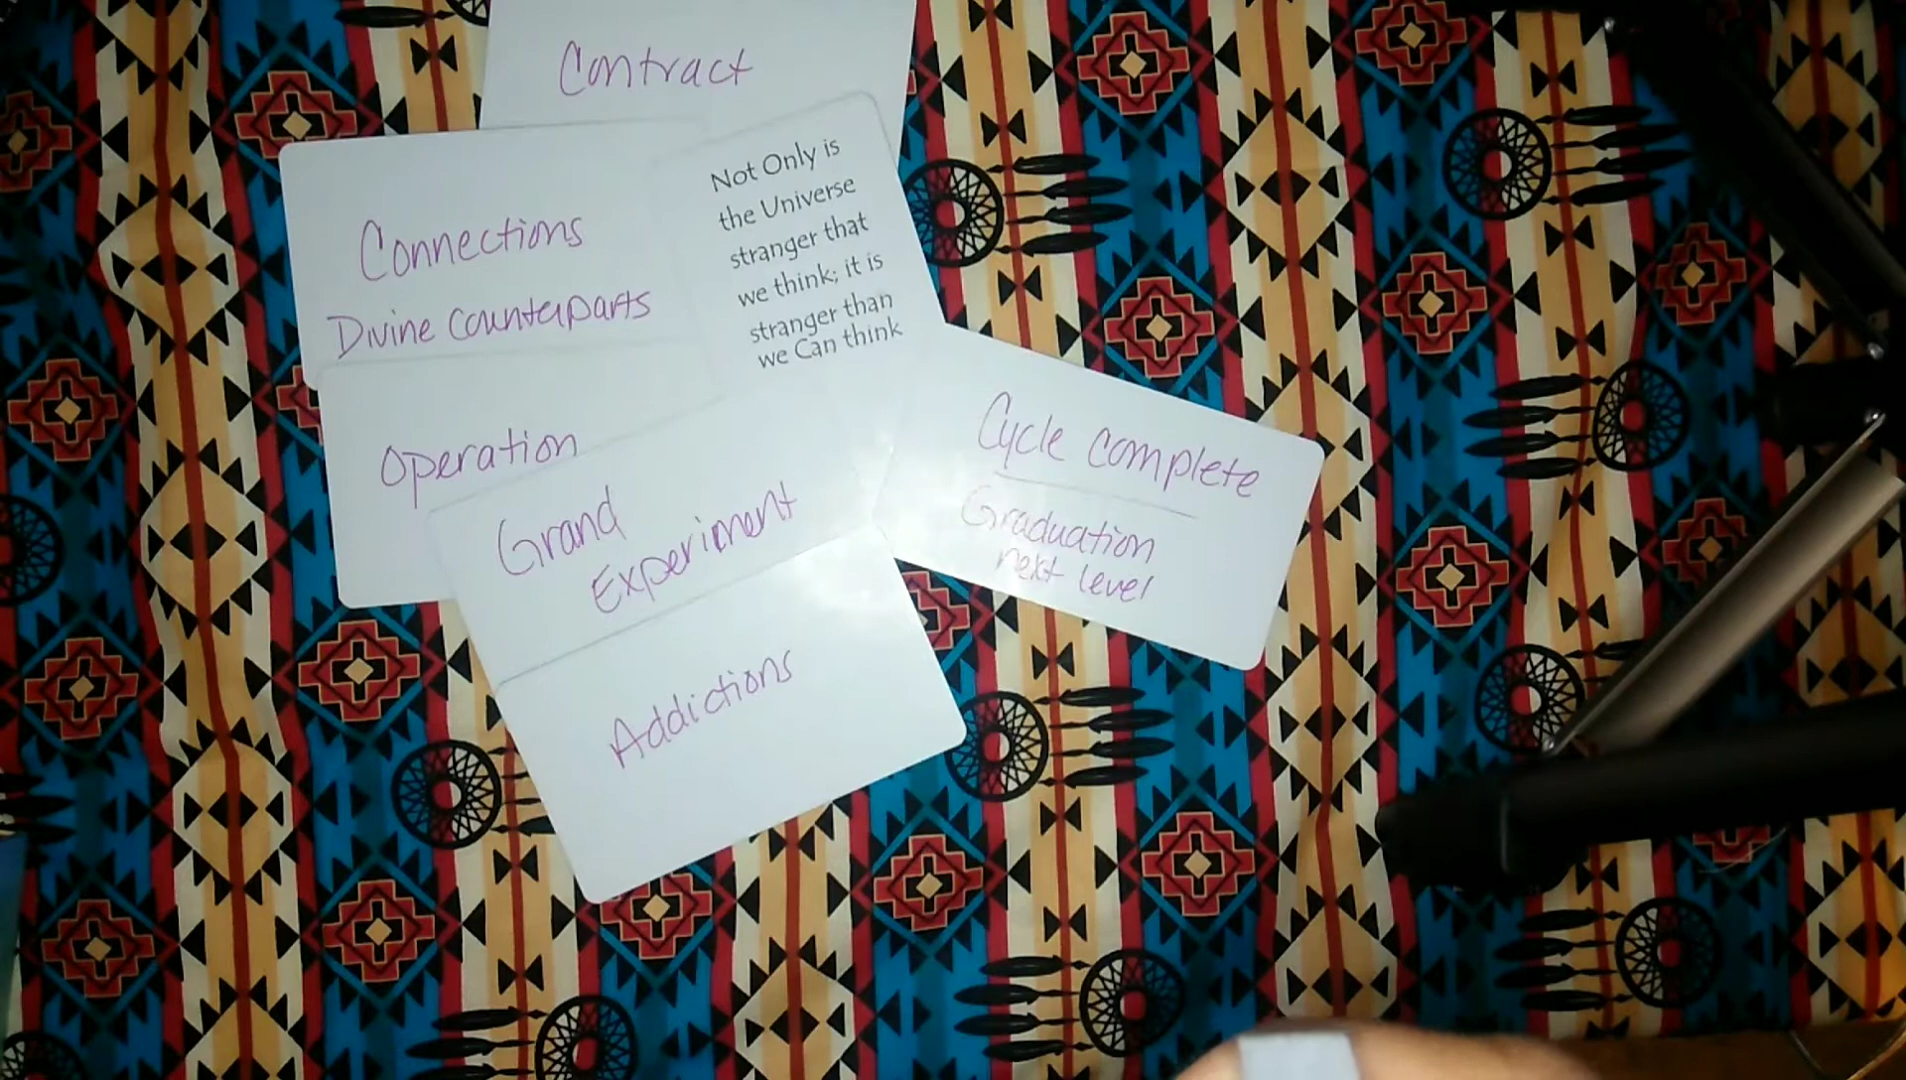 Contract
Connections
Divine Counterparts
Not Only is
the Universe
stranger that
we think; it is
stranger than
we Can think
Operation
Grand
Experiment
Addictions
Cycle Complete
Graduation
next level